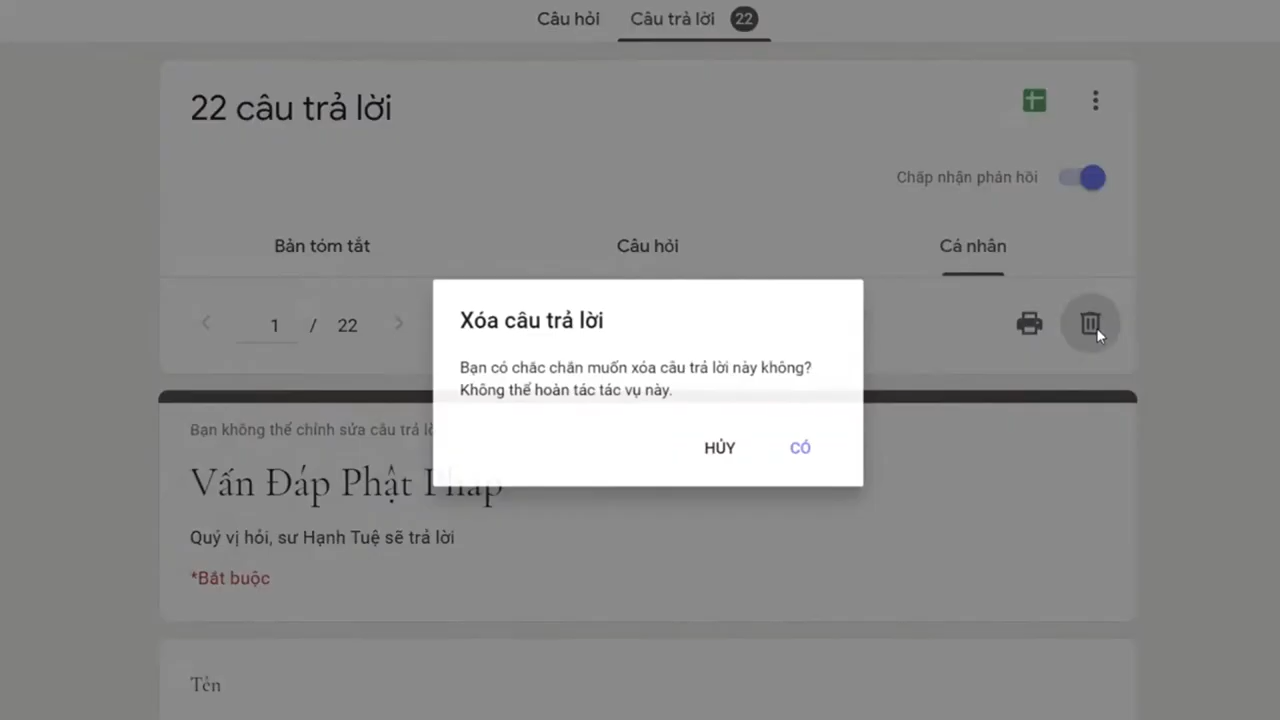 Câu hỏi Câu trả lời 22
22 câu trả lời
Chấp nhận phản hồi
Bản tóm tắt Câu hỏi Cá nhân
1 / 22
Xóa câu trả lời
Bạn có chắc chắn muốn xóa câu trả lời này không?
Không thể hoàn tác tác vụ này.
HỦY CÓ
Bạn không thể chỉnh sửa câu trả
Vấn Đáp Phật Pháp
Quý vị hỏi, sư Hạnh Tuệ sẽ trả lời
*Bắt buộc
Tên